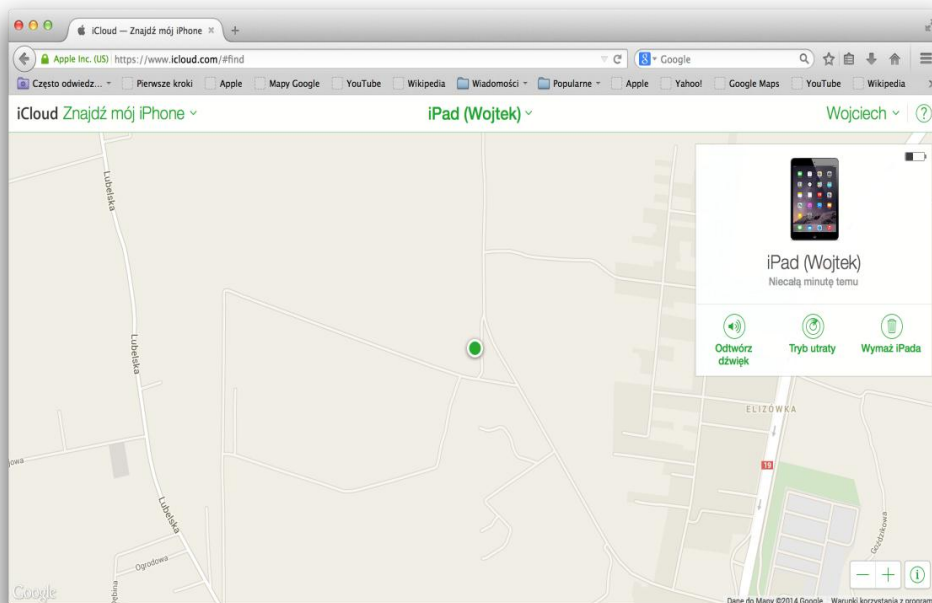 iCloud — Znajdź mój iPhone × +
Apple Inc. (US) https://www.icloud.com/#find
8 Google
Często odwiedz... Pierwsze kroki Apple Mapy Google YouTube Wikipedia Wiadomości Popularne Apple Yahoo! Google Maps YouTube Wikipedia
iCloud Znajdź mój iPhone
iPad (Wojtek)
Wojciech
?
iPad (Wojtek)
Niecałą minutę temu
Odtwórz
dźwięk
Tryb utraty
Wymaż iPada
Lubelska
Lubelska
Lubelska
ELIZÓWKA
19
Ogrodowa
Goździkowa
Google
Dane do Mapy ©2014 Google Warunki korzystania z program